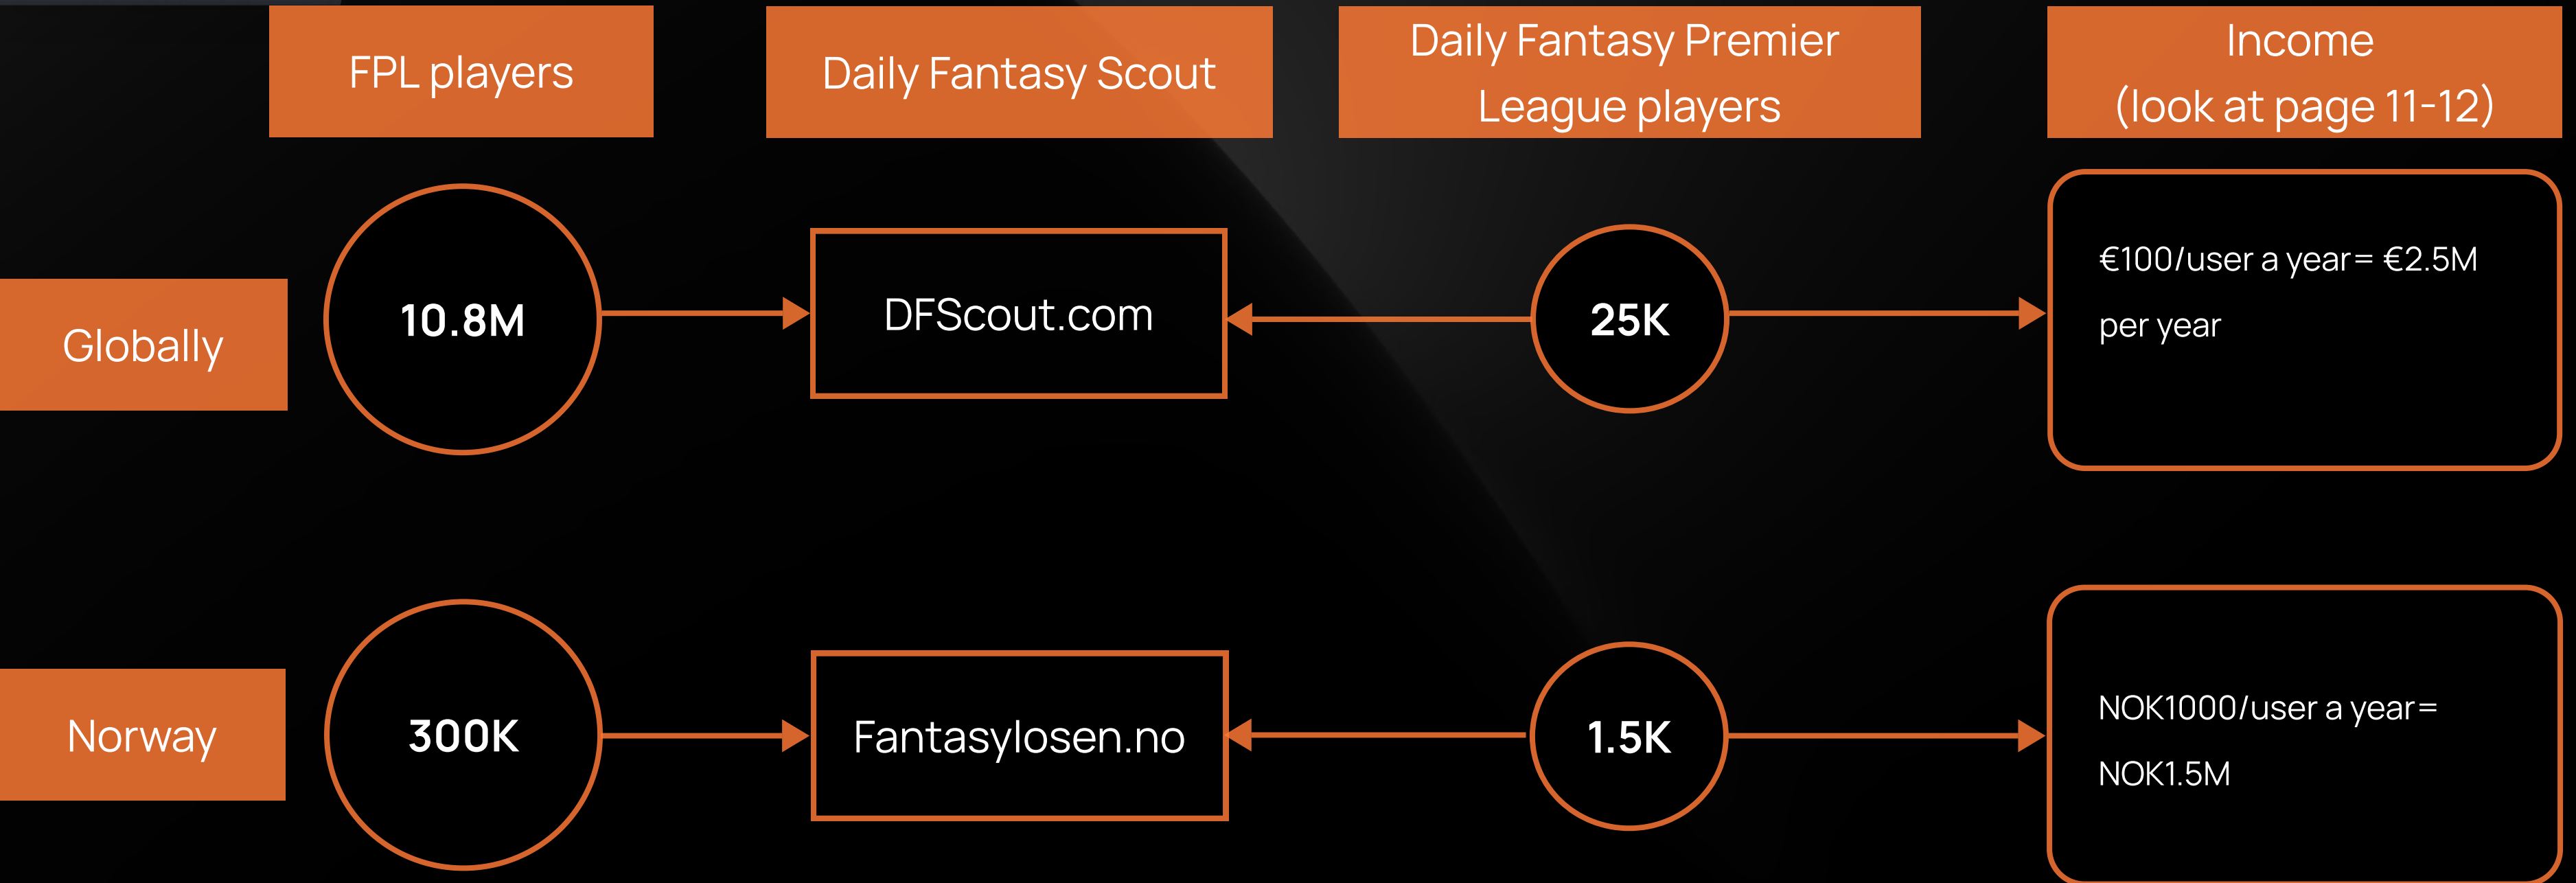 FPL players
Daily Fantasy Scout
Daily Fantasy Premier
League players
Income
(look at page 11-12)
Globally
10.8M
DFScout.com
25K
€100/user a year= €2.5M
per year
Norway
300K
Fantasylosen.no
1.5K
NOK1000/user a year=
NOK1.5M